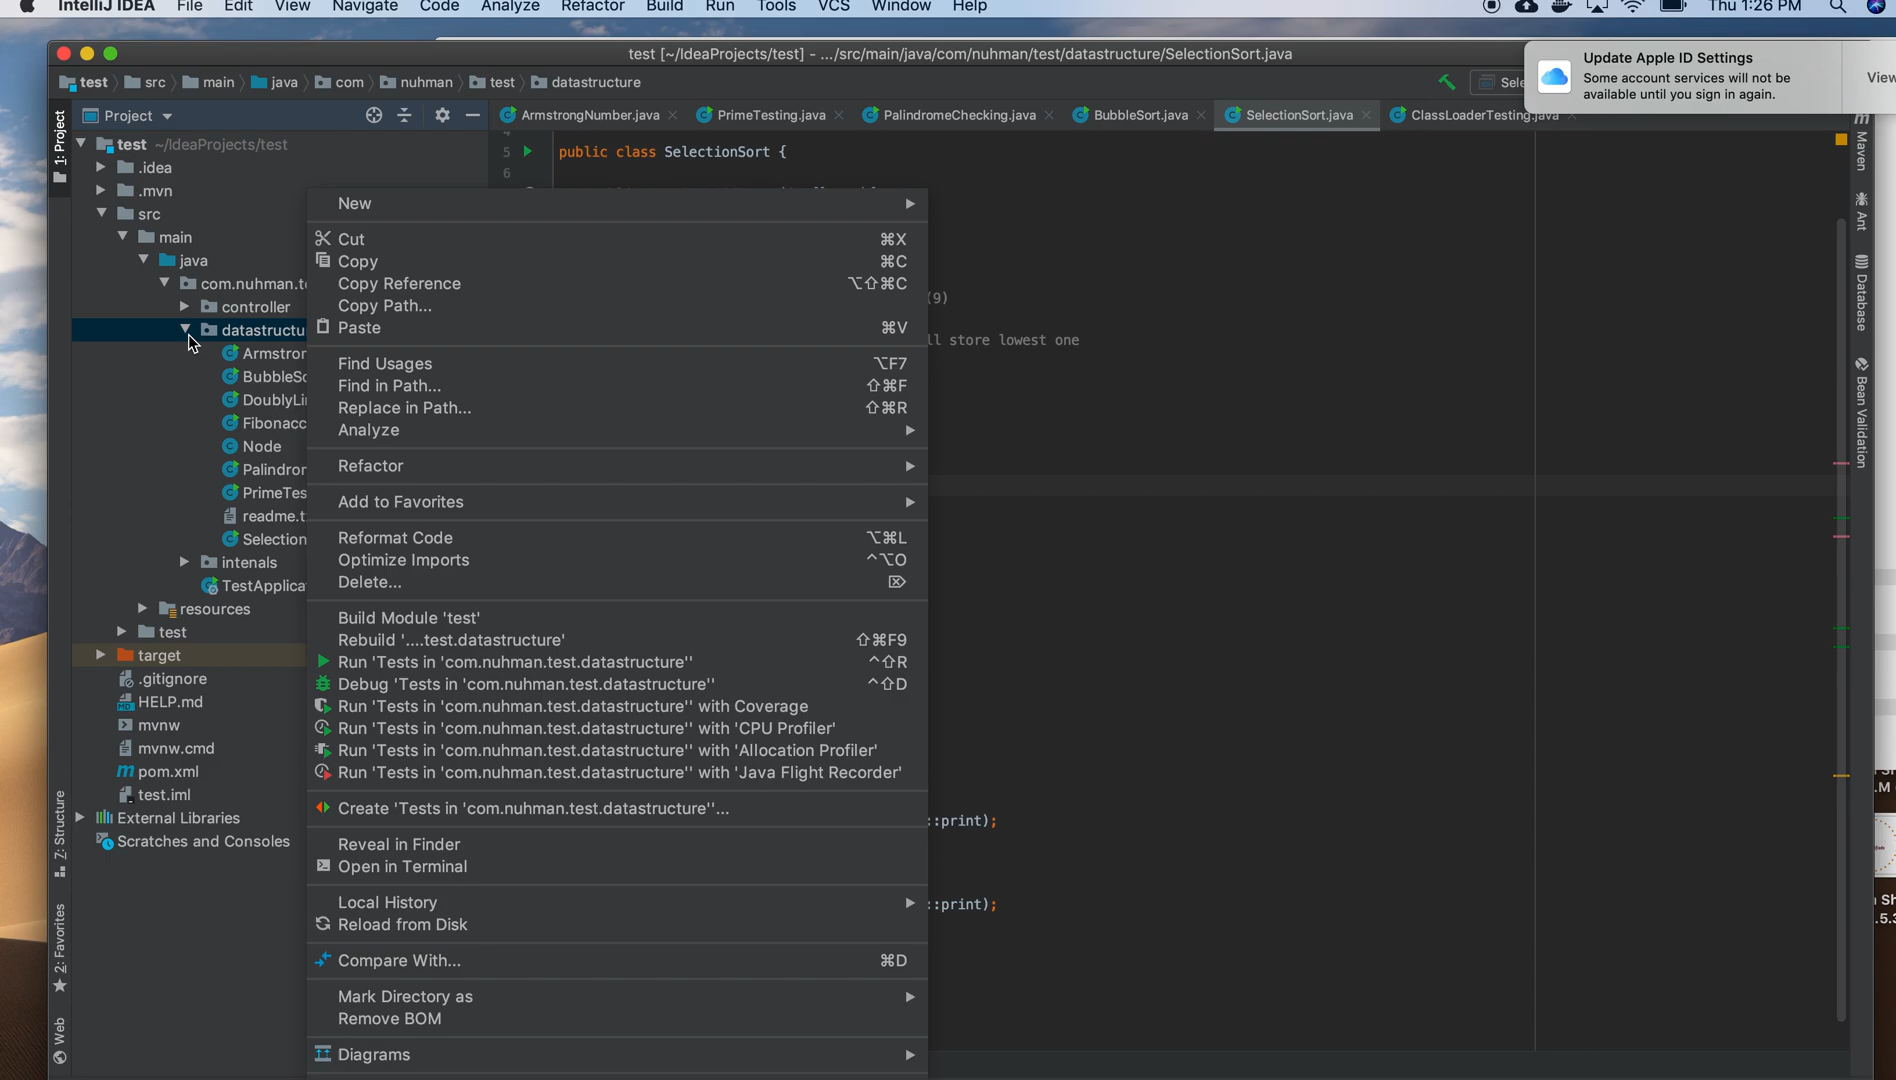 IntelliJ IDEA File Edit View Navigate Code Analyze Refactor Build Run Tools VCS Window Help Thu 1:26 PM
test [~/IdeaProjects/test] - .../src/main/java/com/nuhman/test/datastructure/SelectionSort.java
Update Apple ID Settings
Some account services will not be
available until you sign in again.
View
test src main java com nuhman test datastructure
Project
ArmstrongNumber.java PrimeTesting.java PalindromeChecking.java BubbleSort.java SelectionSort.java ClassLoaderTesting.java
1: Project
Z: Structure
2: Favorites
Web
test ~/IdeaProjects/test
.idea
.mvn
src
main
java
com.nuhman.te
controller
datastructu
Armstron
BubbleSo
DoublyLi
Fibonacc
Node
Palindror
PrimeTes
readme.t
Selection
intenals
TestApplica
resources
test
target
.gitignore
HELP.md
mvnw
mvnw.cmd
pom.xml
test.iml
External Libraries
Scratches and Consoles
5 public class SelectionSort {
6
(9)
ll store lowest one
::print);
::print);
New
Cut ⌘X
Copy ⌘C
Copy Reference ⌥⇧⌘C
Copy Path...
Paste ⌘V
Find Usages ⌥F7
Find in Path... ⇧⌘F
Replace in Path... ⇧⌘R
Analyze
Refactor
Add to Favorites
Reformat Code ⌥⌘L
Optimize Imports ^⌥O
Delete... ⌦
Build Module 'test'
Rebuild '....test.datastructure' ⇧⌘F9
Run 'Tests in 'com.nuhman.test.datastructure'' ^⇧R
Debug 'Tests in 'com.nuhman.test.datastructure'' ^⇧D
Run 'Tests in 'com.nuhman.test.datastructure'' with Coverage
Run 'Tests in 'com.nuhman.test.datastructure'' with 'CPU Profiler'
Run 'Tests in 'com.nuhman.test.datastructure'' with 'Allocation Profiler'
Run 'Tests in 'com.nuhman.test.datastructure'' with 'Java Flight Recorder'
Create 'Tests in 'com.nuhman.test.datastructure''...
Reveal in Finder
Open in Terminal
Local History
Reload from Disk
Compare With... ⌘D
Mark Directory as
Remove BOM
Diagrams
Maven
Ant
Database
Bean Validation